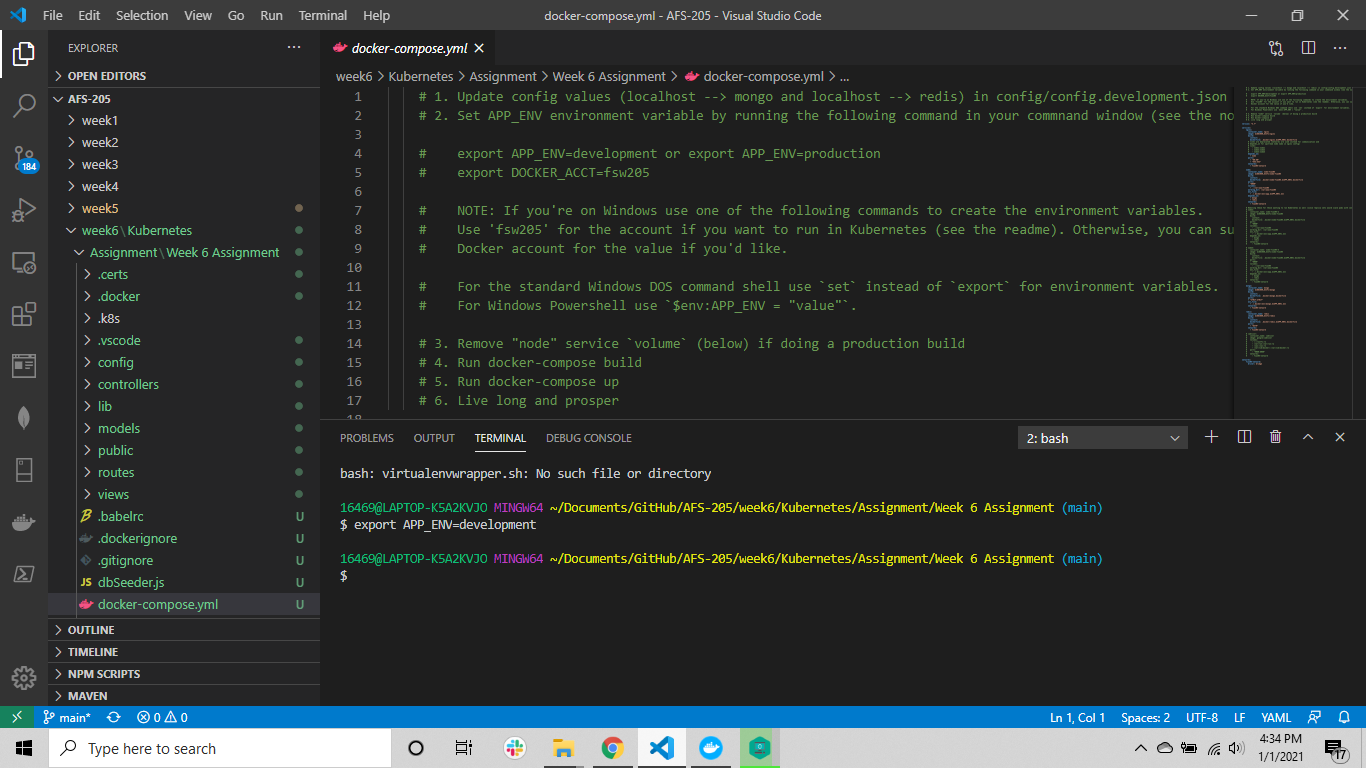 File Edit Selection View Go Run Terminal Help
docker-compose.yml - AFS-205 - Visual Studio Code
EXPLORER
OPEN EDITORS
AFS-205
week1
week2
week3
week4
week5
week6\Kubernetes
Assignment\Week 6 Assignment
.certs
.docker
.k8s
.vscode
config
controllers
lib
models
public
routes
views
.babelrc U
.dockerignore U
.gitignore U
JS dbSeeder.js U
docker-compose.yml U
OUTLINE
TIMELINE
NPM SCRIPTS
MAVEN
184
docker-compose.yml
week6 > Kubernetes > Assignment > Week 6 Assignment > docker-compose.yml > ...
1 # 1. Update config values (localhost --> mongo and localhost --> redis) in config/config.development.json
2 # 2. Set APP_ENV environment variable by running the following command in your commnand window (see the no
3
4 #    export APP_ENV=development or export APP_ENV=production
5 #    export DOCKER_ACCT=fsw205
6
7 #    NOTE: If you're on Windows use one of the following commands to create the environment variables.
8 #    Use 'fsw205' for the account if you want to run in Kubernetes (see the readme). Otherwise, you can su
9 #    Docker account for the value if you'd like.
10
11 #    For the standard Windows DOS command shell use `set` instead of `export` for environment variables.
12 #    For Windows Powershell use `$env:APP_ENV = "value"`.
13
14 # 3. Remove "node" service `volume` (below) if doing a production build
15 # 4. Run docker-compose build
16 # 5. Run docker-compose up
17 # 6. Live long and prosper
18
PROBLEMS OUTPUT TERMINAL DEBUG CONSOLE
2: bash
bash: virtualenvwrapper.sh: No such file or directory
16469@LAPTOP-K5A2KVJO MINGW64 ~/Documents/GitHub/AFS-205/week6/Kubernetes/Assignment/Week 6 Assignment (main)
$ export APP_ENV=development
16469@LAPTOP-K5A2KVJO MINGW64 ~/Documents/GitHub/AFS-205/week6/Kubernetes/Assignment/Week 6 Assignment (main)
$
main* 0 0
Ln 1, Col 1 Spaces: 2 UTF-8 LF YAML
Type here to search
4:34 PM
1/1/2021
17